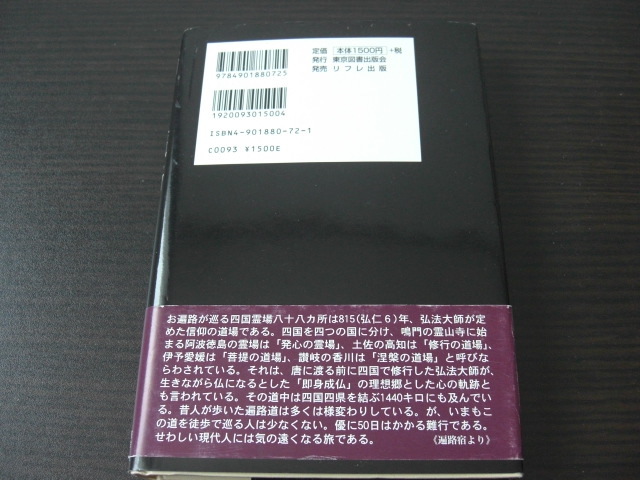 9784901880725
1920093015004
ISBN4-901880-72-1
C0093 ¥1500E
定価 本体1500円 +税
発行 東京図書出版会
発売 リフレ出版
お遍路が巡る四国霊場八十八カ所は815(弘仁6)年、弘法大師が定
めた信仰の道場である。四国を四つの国に分け、鳴門の霊山寺に始
まる阿波徳島の霊場は「発心の霊場」、土佐の高知は「修行の道場」、
伊予愛媛は「菩提の道場」、讃岐の香川は「涅槃の道場」と呼びな
らわされている。それは、唐に渡る前に四国で修行した弘法大師が、
生きながら仏になるとした「即身成仏」の理想郷とした心の軌跡と
も言われている。その道中は四国四県を結ぶ1440キロにも及んでい
る。昔人が歩いた遍路道は多くは様変わりしている。が、いまもこ
の道を徒歩で巡る人は少なくない。優に50日はかかる難行である。
せわしい現代人には気の遠くなる旅である。 《遍路宿より》